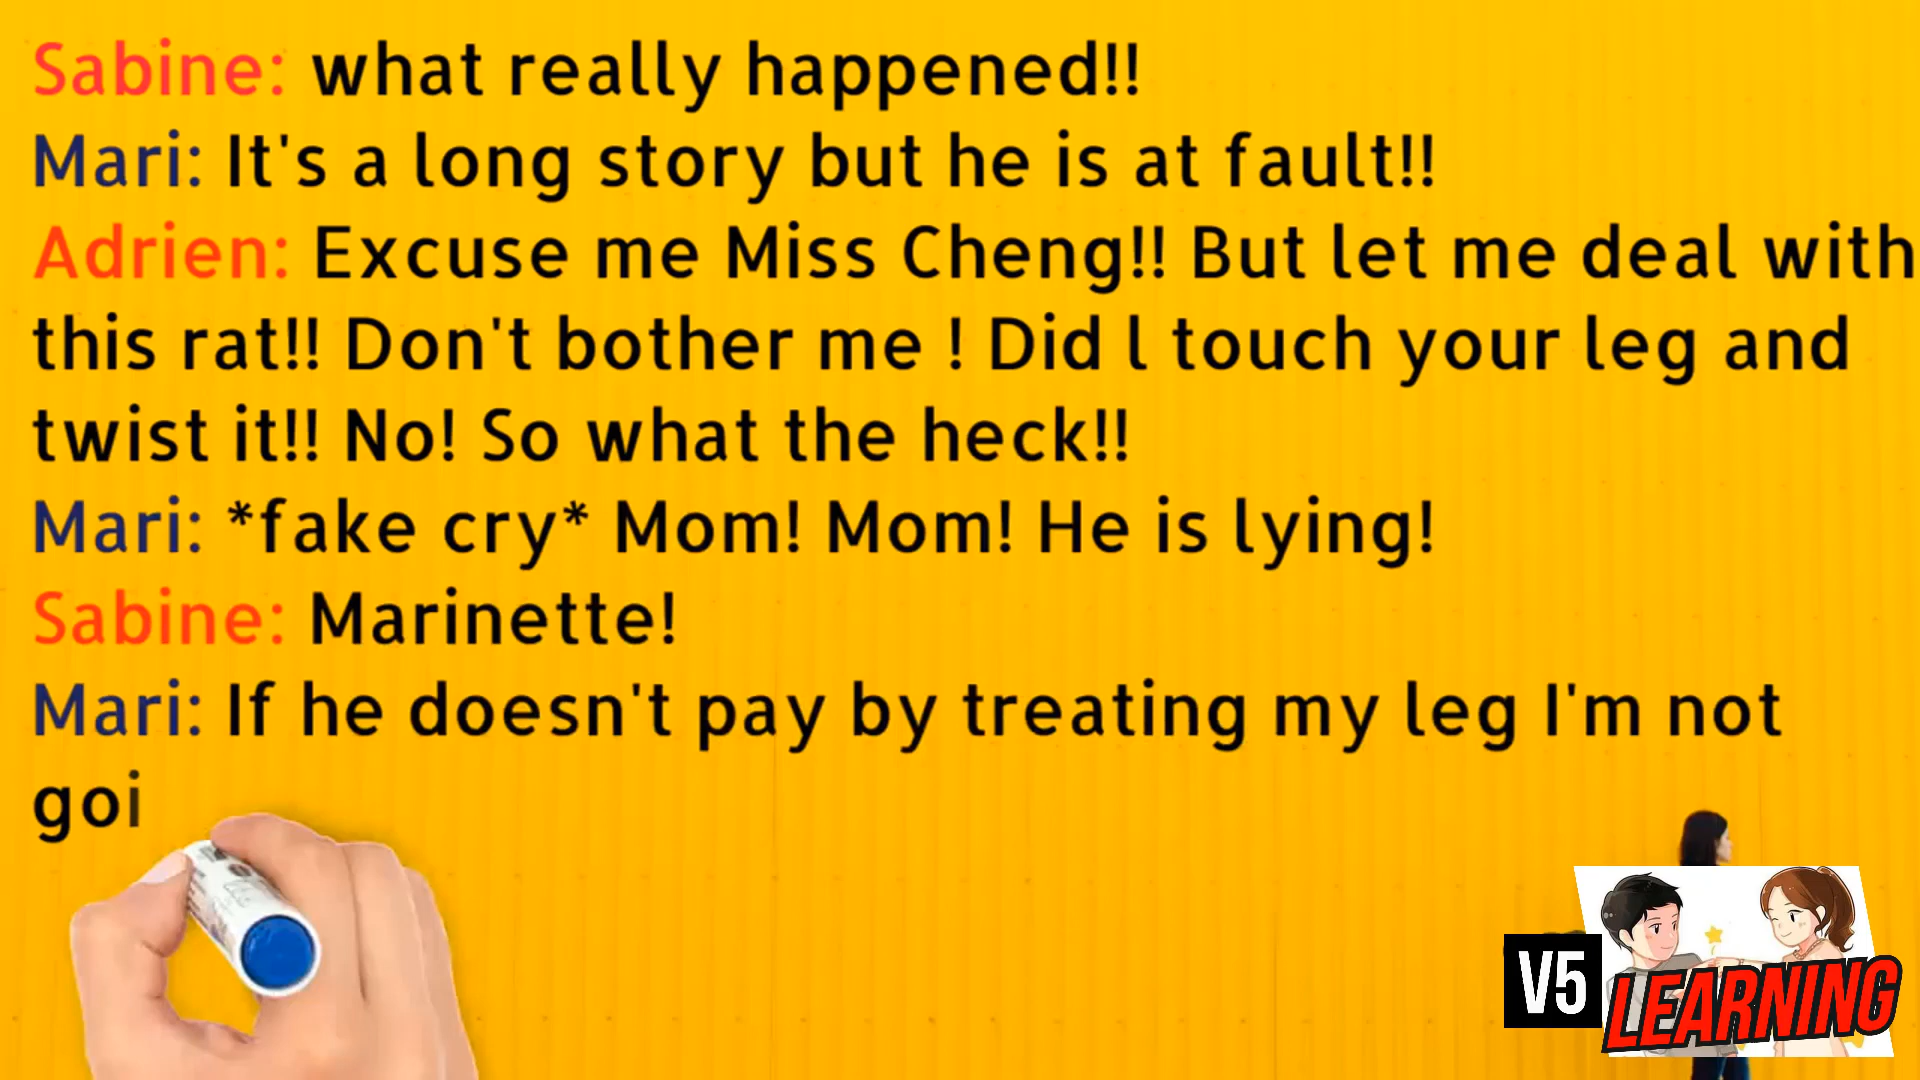 Sabine: what really happened!!
Mari: It's a long story but he is at fault!!
Adrien: Excuse me Miss Cheng!! But let me deal with
this rat!! Don't bother me ! Did l touch your leg and
twist it!! No! So what the heck!!
Mari: *fake cry* Mom! Mom! He is lying!
Sabine: Marinette!
Mari: If he doesn't pay by treating my leg I'm not
goi
V5
LEARNING